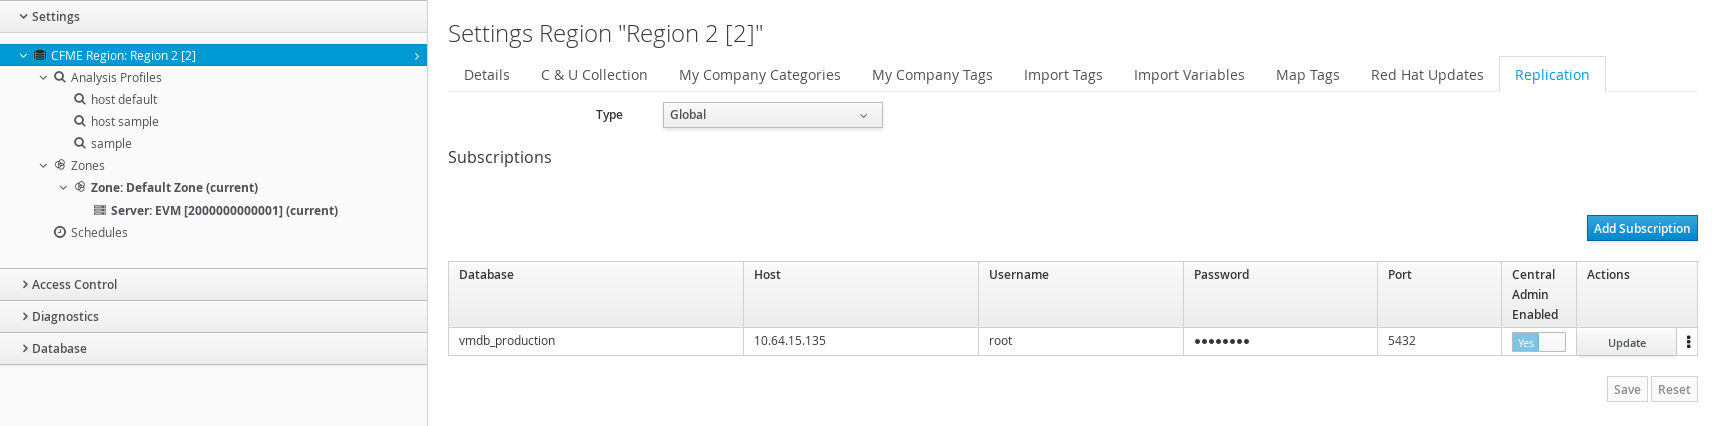 Settings
CFME Region: Region 2 [2]
Analysis Profiles
host default
host sample
sample
Zones
Zone: Default Zone (current)
Server: EVM [2000000000001] (current)
Schedules
Access Control
Diagnostics
Database
Settings Region "Region 2 [2]"
Details C & U Collection My Company Categories My Company Tags Import Tags Import Variables Map Tags Red Hat Updates Replication
Type Global
Subscriptions
Add Subscription
Database Host Username Password Port Central Actions
Admin
Enabled
vmdb_production 10.64.15.135 root ●●●●●●●● 5432 Yes Update
Save Reset